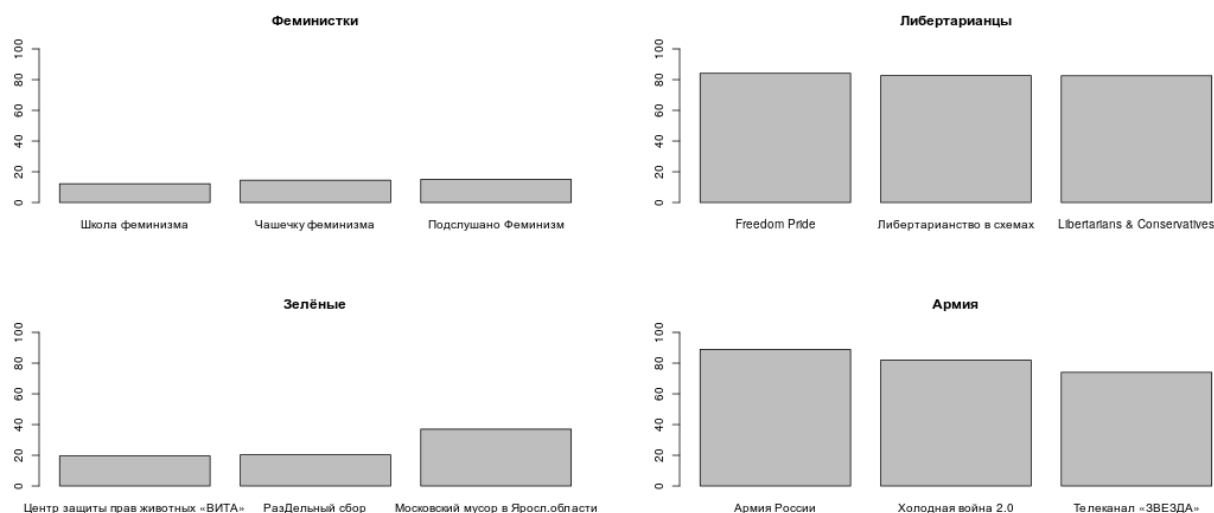 Феминистки
100
80
60
40
20
0
Школа феминизма
Чашечку феминизма
Подслушано Феминизм
Либертарианцы
100
80
60
40
20
0
Freedom Pride
Либертарианство в схемах
Libertarians & Conservatives
Зелёные
100
80
60
40
20
0
Центр защиты прав животных «ВИТА»
РазДельный сбор
Московский мусор в Яросл.области
Армия
100
80
60
40
20
0
Армия России
Холодная война 2.0
Телеканал «ЗВЕЗДА»